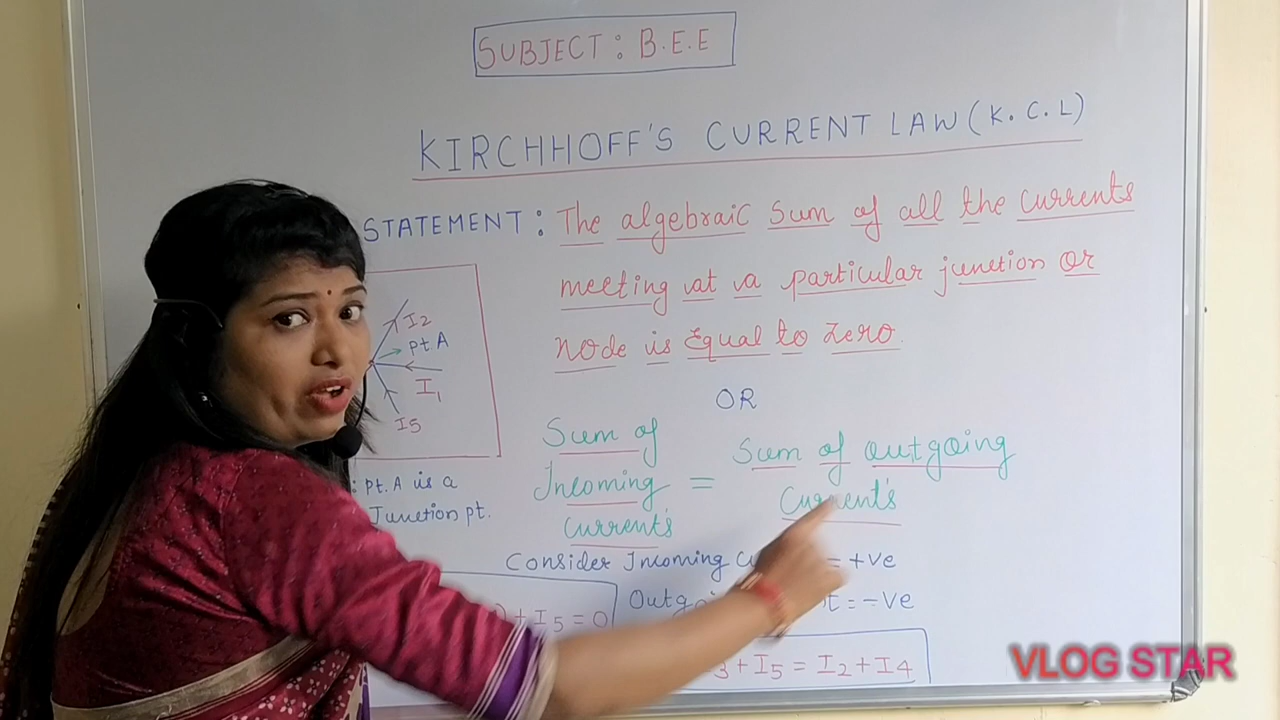 SUBJECT : B.E.E
KIRCHHOFF'S CURRENT LAW (K.C.L)
STATEMENT : The algebraic Sum of all the currents
meeting at a particular junction or
Node is Equal to Zero.
I2
Pt.A
I1
I5
: Pt.A is a
Junction pt.
OR
Sum of
Incoming
Currents'
=
Sum of outgoing
Current's
Consider Incoming = +ve
= -ve
+ I5 = 0
3 + I5 = I2 + I4
VLOG STAR